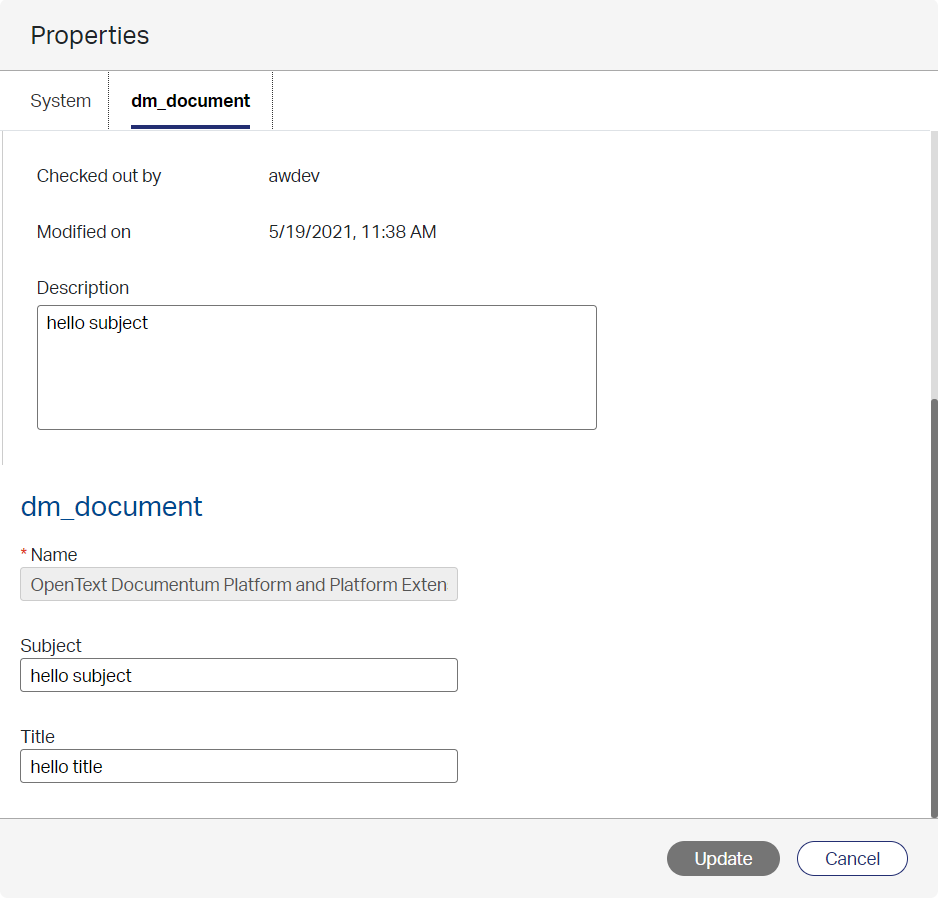 Properties
System dm_document
Checked out by awdev
Modified on 5/19/2021, 11:38 AM
Description
hello subject
dm_document
* Name
OpenText Documentum Platform and Platform Exten
Subject
hello subject
Title
hello title
Update Cancel